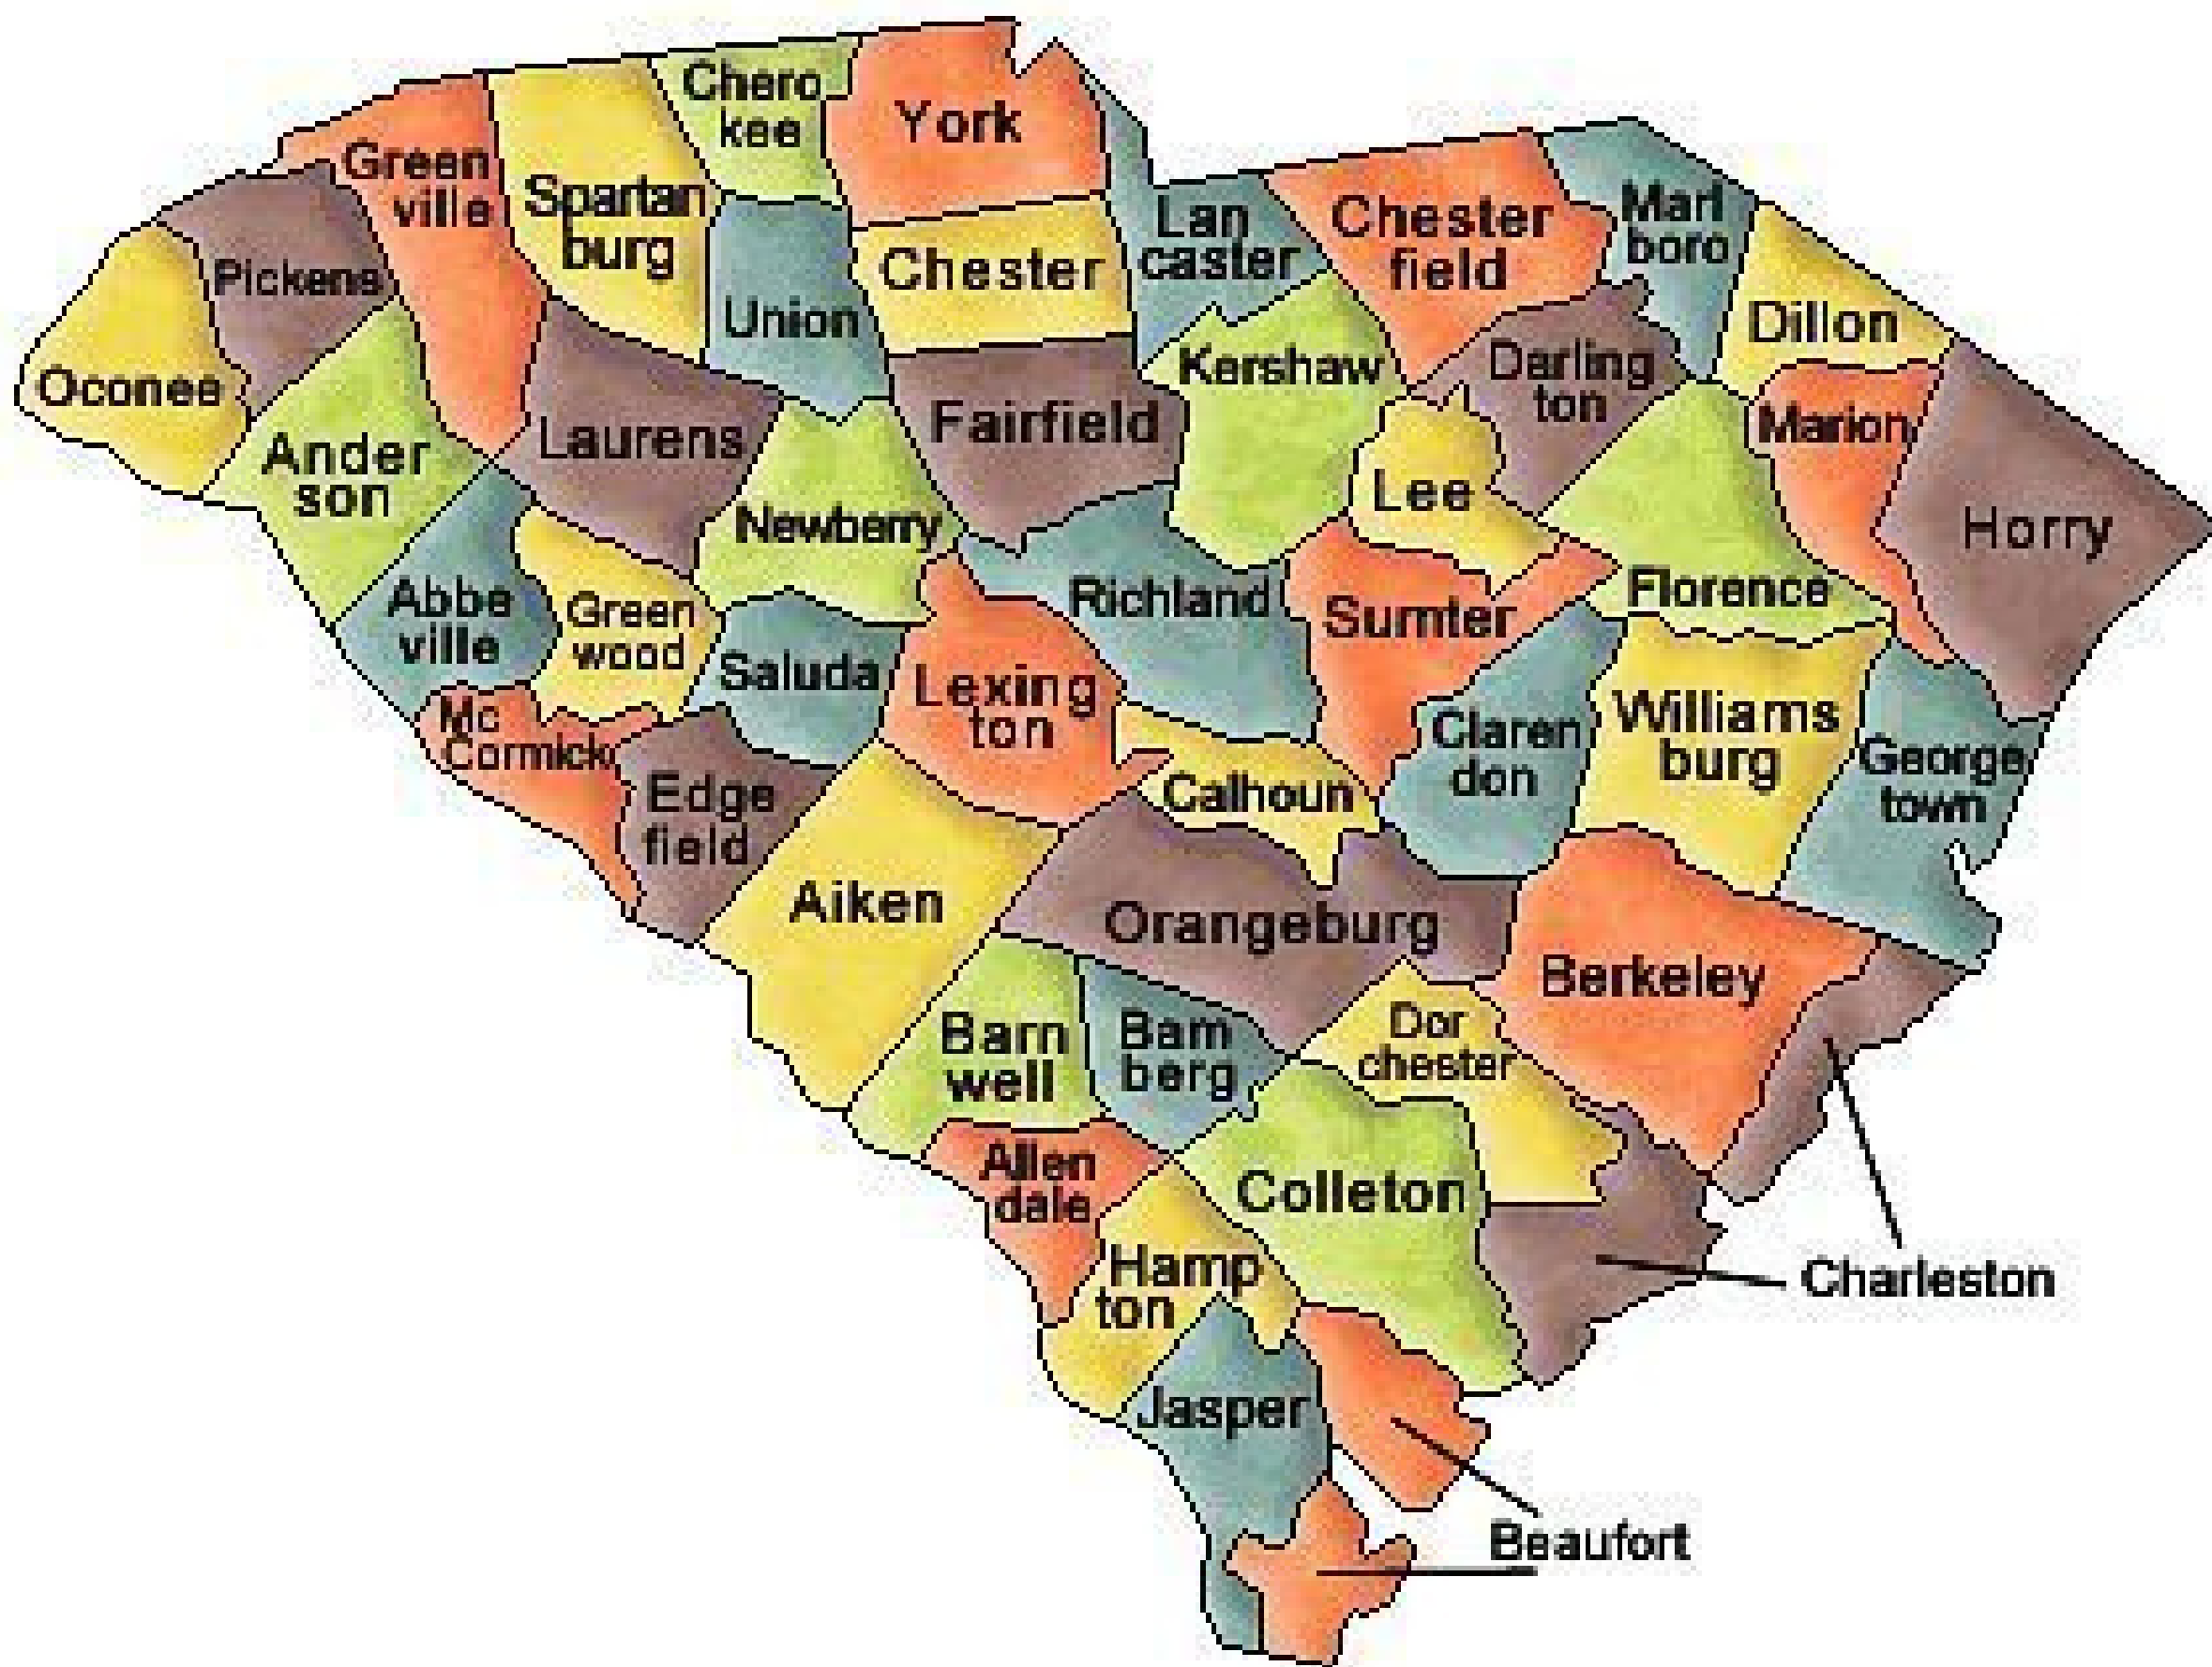 Chero
kee
York
Green
ville
Spartan
burg
Pickens
Oconee
Union
Chester
Lan
caster
Chester
field
Marl
boro
Dillon
Ander
son
Laurens
Newberry
Fairfield
Kershaw
Darling
ton
Lee
Marion
Horry
Florence
Abbe
ville
Green
wood
Saluda
Lexing
ton
Richland
Sumter
Claren
don
Williams
burg
George
town
Mc
Cormick
Edge
field
Aiken
Calhoun
Orangeburg
Berkeley
Barn
well
Bam
berg
Dor
chester
Allen
dale
Hamp
ton
Colleton
Charleston
Jasper
Beaufort